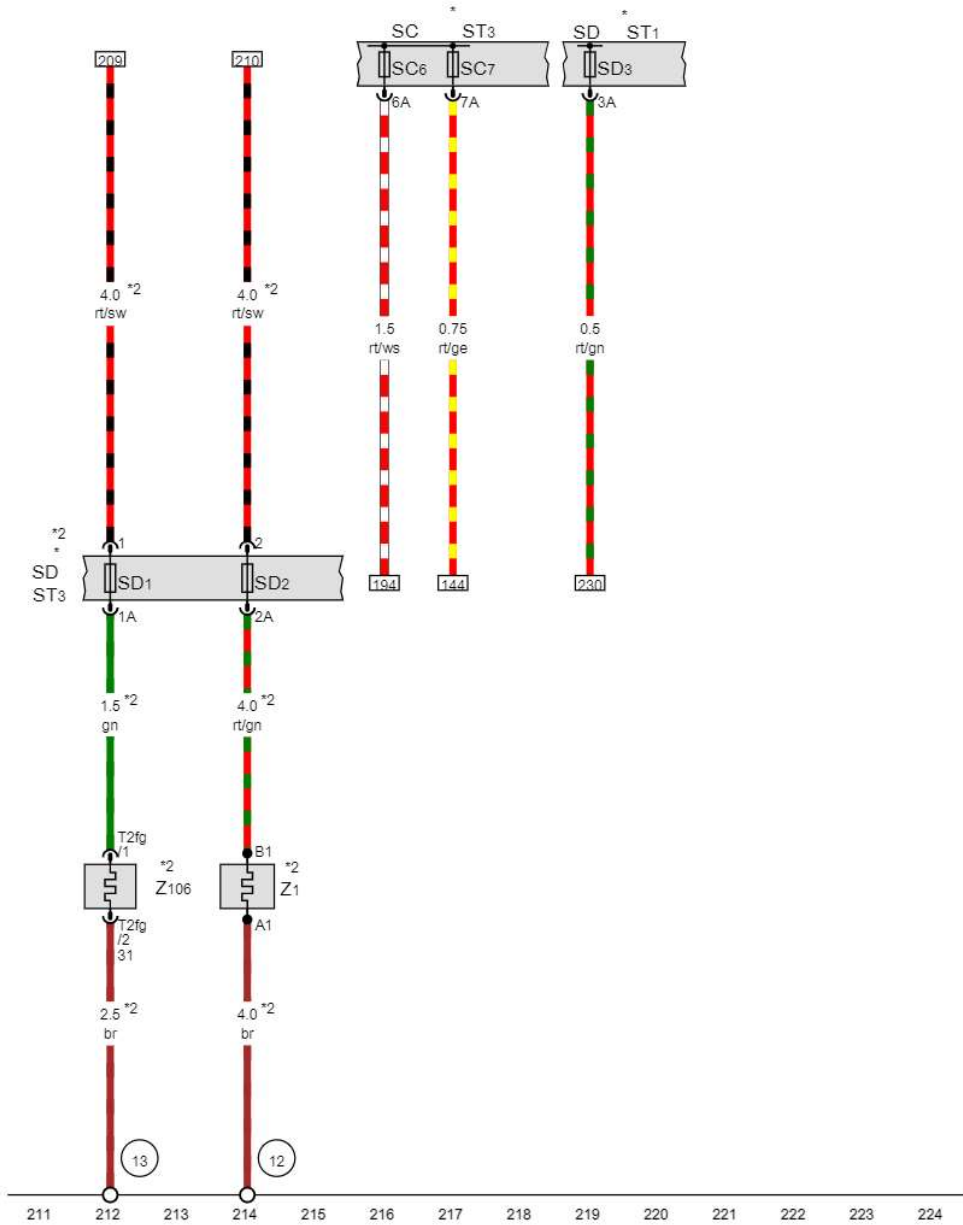 * *
SC ST3 SD ST1
209 210 SC6 SC7 SD3
6A 7A 3A
4.0 *2 4.0 *2
rt/sw rt/sw
1.5 0.75 0.5
rt/ws rt/ge rt/gn
*2
*
1 2
SD
ST3
SD1 SD2
194 144 230
1A 2A
1.5 *2 4.0 *2
gn rt/gn
T2fg
/1 B1
*2 *2
Z106 Z1
T2fg A1
/2
31
2.5 *2 4.0 *2
br br
13 12
211 212 213 214 215 216 217 218 219 220 221 222 223 224